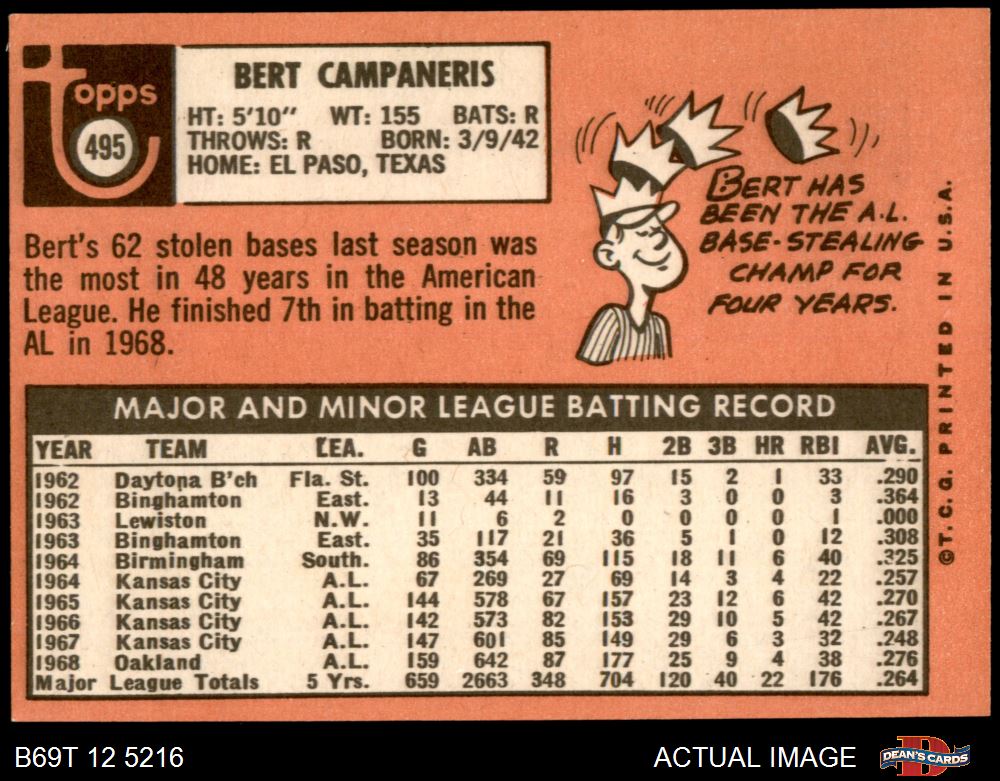 Topps
495
BERT CAMPANERIS
HT: 5'10" WT: 155 BATS: R
THROWS: R BORN: 3/9/42
HOME: EL PASO, TEXAS
Bert's 62 stolen bases last season was
the most in 48 years in the American
League. He finished 7th in batting in the
AL in 1968.
BERT HAS
BEEN THE A.L.
BASE-STEALING
CHAMP FOR
FOUR YEARS.
©T.C.G. PRINTED IN U.S.A.
MAJOR AND MINOR LEAGUE BATTING RECORD
YEAR TEAM LEA. G AB R H 2B 3B HR RBI AVG.
1962 Daytona B'ch Fla. St. 100 334 59 97 15 2 1 33 .290
1962 Binghamton East. 13 44 11 16 3 0 0 3 .364
1963 Lewiston N.W. 11 6 2 0 0 0 0 1 .000
1963 Binghamton East. 35 117 21 36 5 1 0 12 .308
1964 Birmingham South. 86 354 69 115 18 11 6 40 .325
1964 Kansas City A.L. 67 269 27 69 14 3 4 22 .257
1965 Kansas City A.L. 144 578 67 157 23 12 6 42 .270
1966 Kansas City A.L. 142 573 82 153 29 10 5 42 .267
1967 Kansas City A.L. 147 601 85 149 29 6 3 32 .248
1968 Oakland A.L. 159 642 87 177 25 9 4 38 .276
Major League Totals 5 Yrs. 659 2663 348 704 120 40 22 176 .264
B69T 12 5216
ACTUAL IMAGE
DEAN'S CARDS